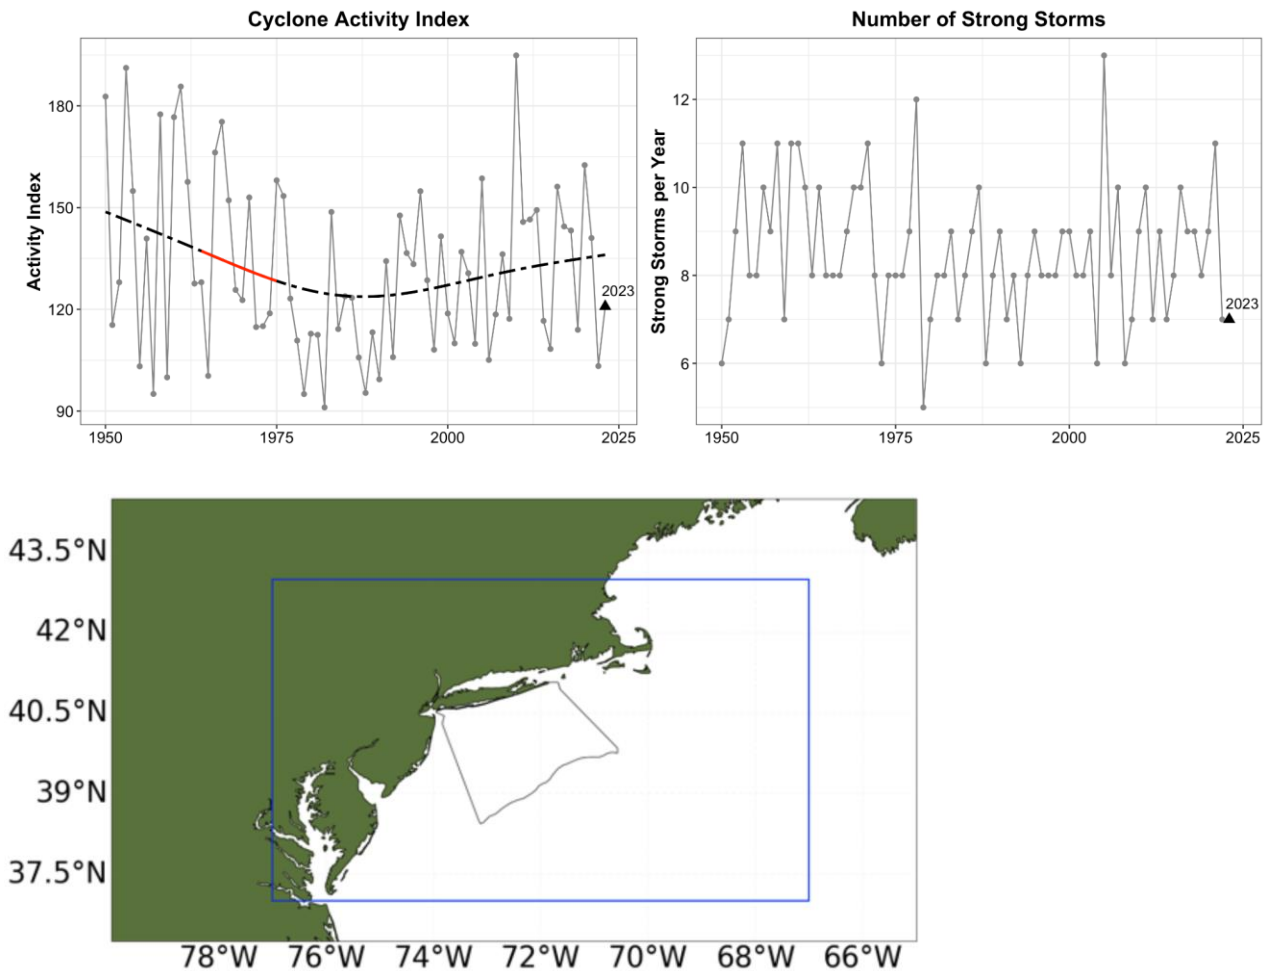 Cyclone Activity Index
Number of Strong Storms
Activity Index
180
150
120
90
2023
1950
1975
2000
2025
Strong Storms per Year
12
10
8
6
2023
1950
1975
2000
2025
43.5°N
42°N
40.5°N
39°N
37.5°N
78°W 76°W 74°W 72°W 70°W 68°W 66°W